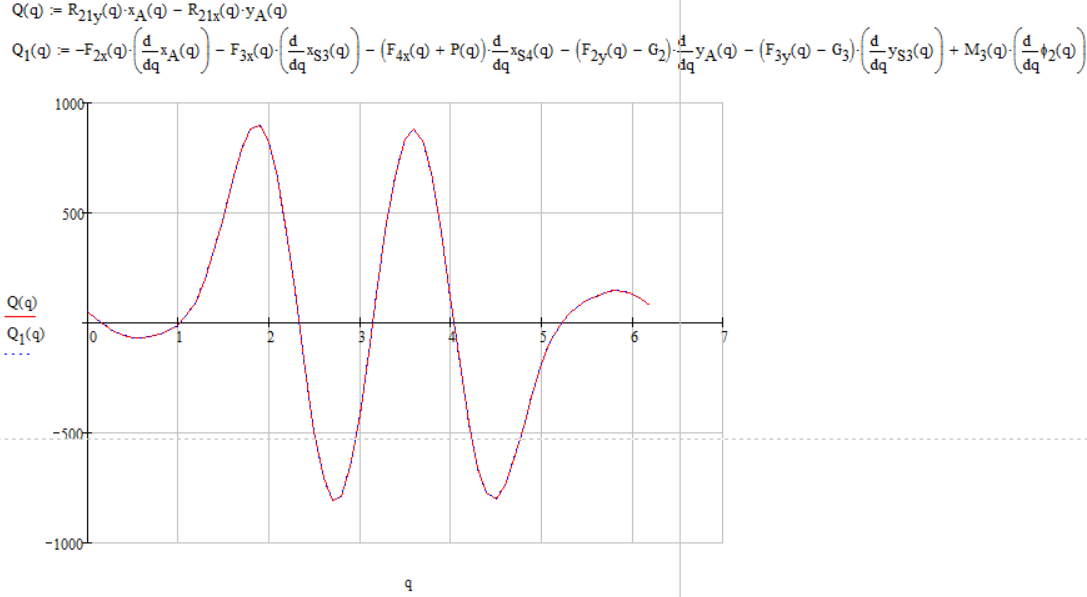 Q(q) := R21y(q)·xA(q) − R21x(q)·yA(q)
Q1(q) := −F2x(q)·(d/dq xA(q)) − F3x(q)·(d/dq xS3(q)) − (F4x(q) + P(q))·d/dq xS4(q) − (F2y(q) − G2)·d/dq yA(q) − (F3y(q) − G3)·(d/dq yS3(q)) + M3(q)·(d/dq ϕ2(q))
1000
500
Q(q)
Q1(q)
0 1 2 3 4 5 6 7
−500
−1000
q